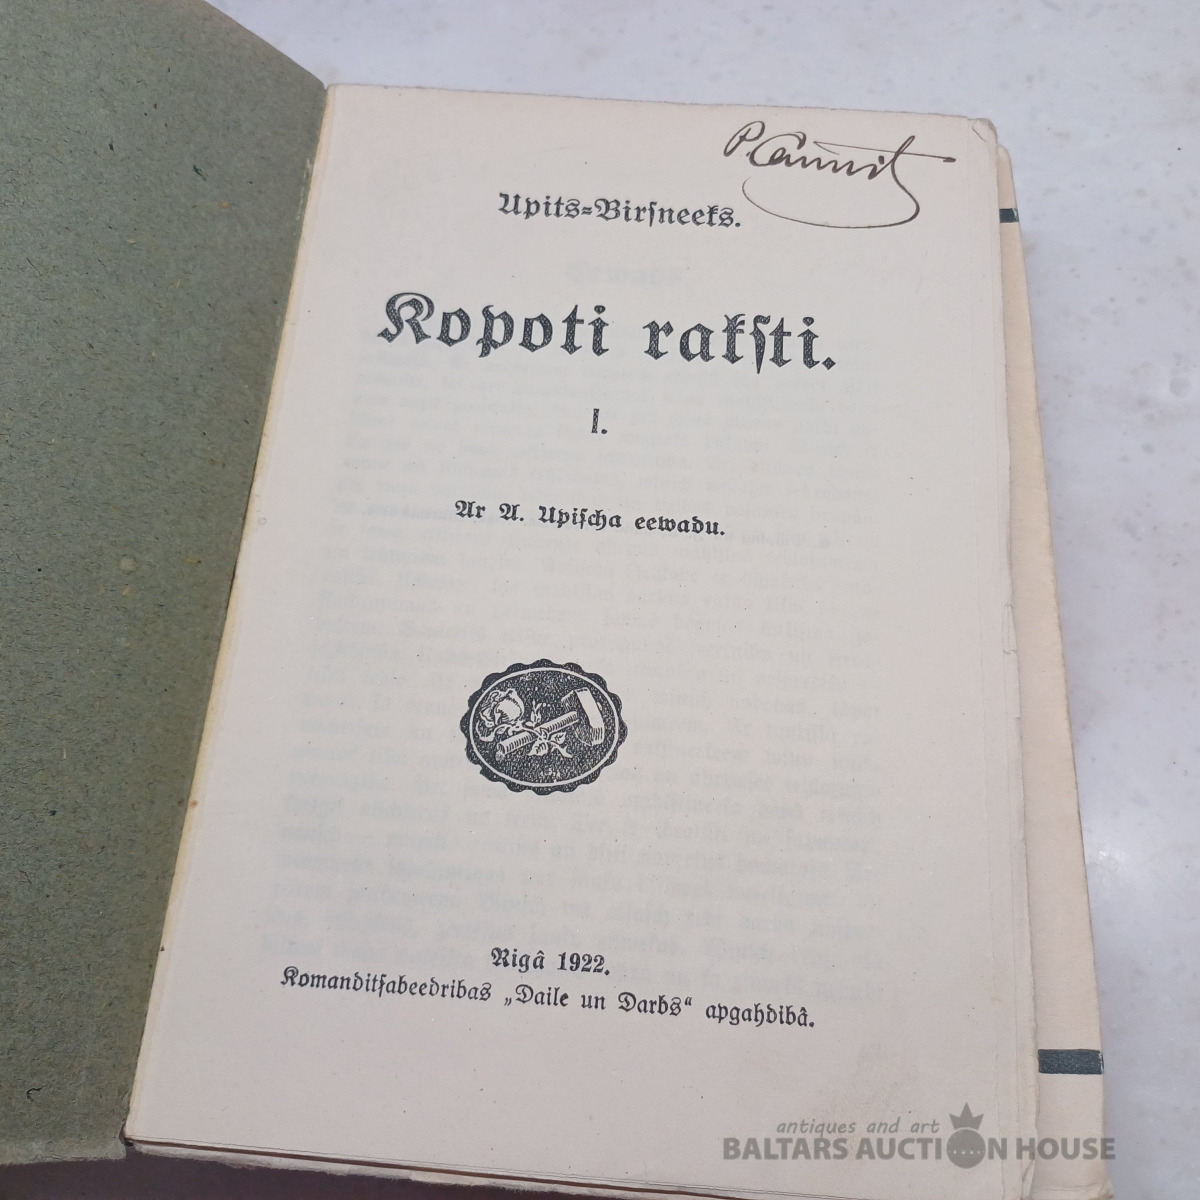 Upits=Birſneeks.
Kopoti rakſti.
I.
Ar A. Upiſcha eewadu.
Rigâ 1922.
Komanditſabeedribas „Daile un Darbs“ apgahdibâ.
antiques and art
BALTARS AUCTION HOUSE